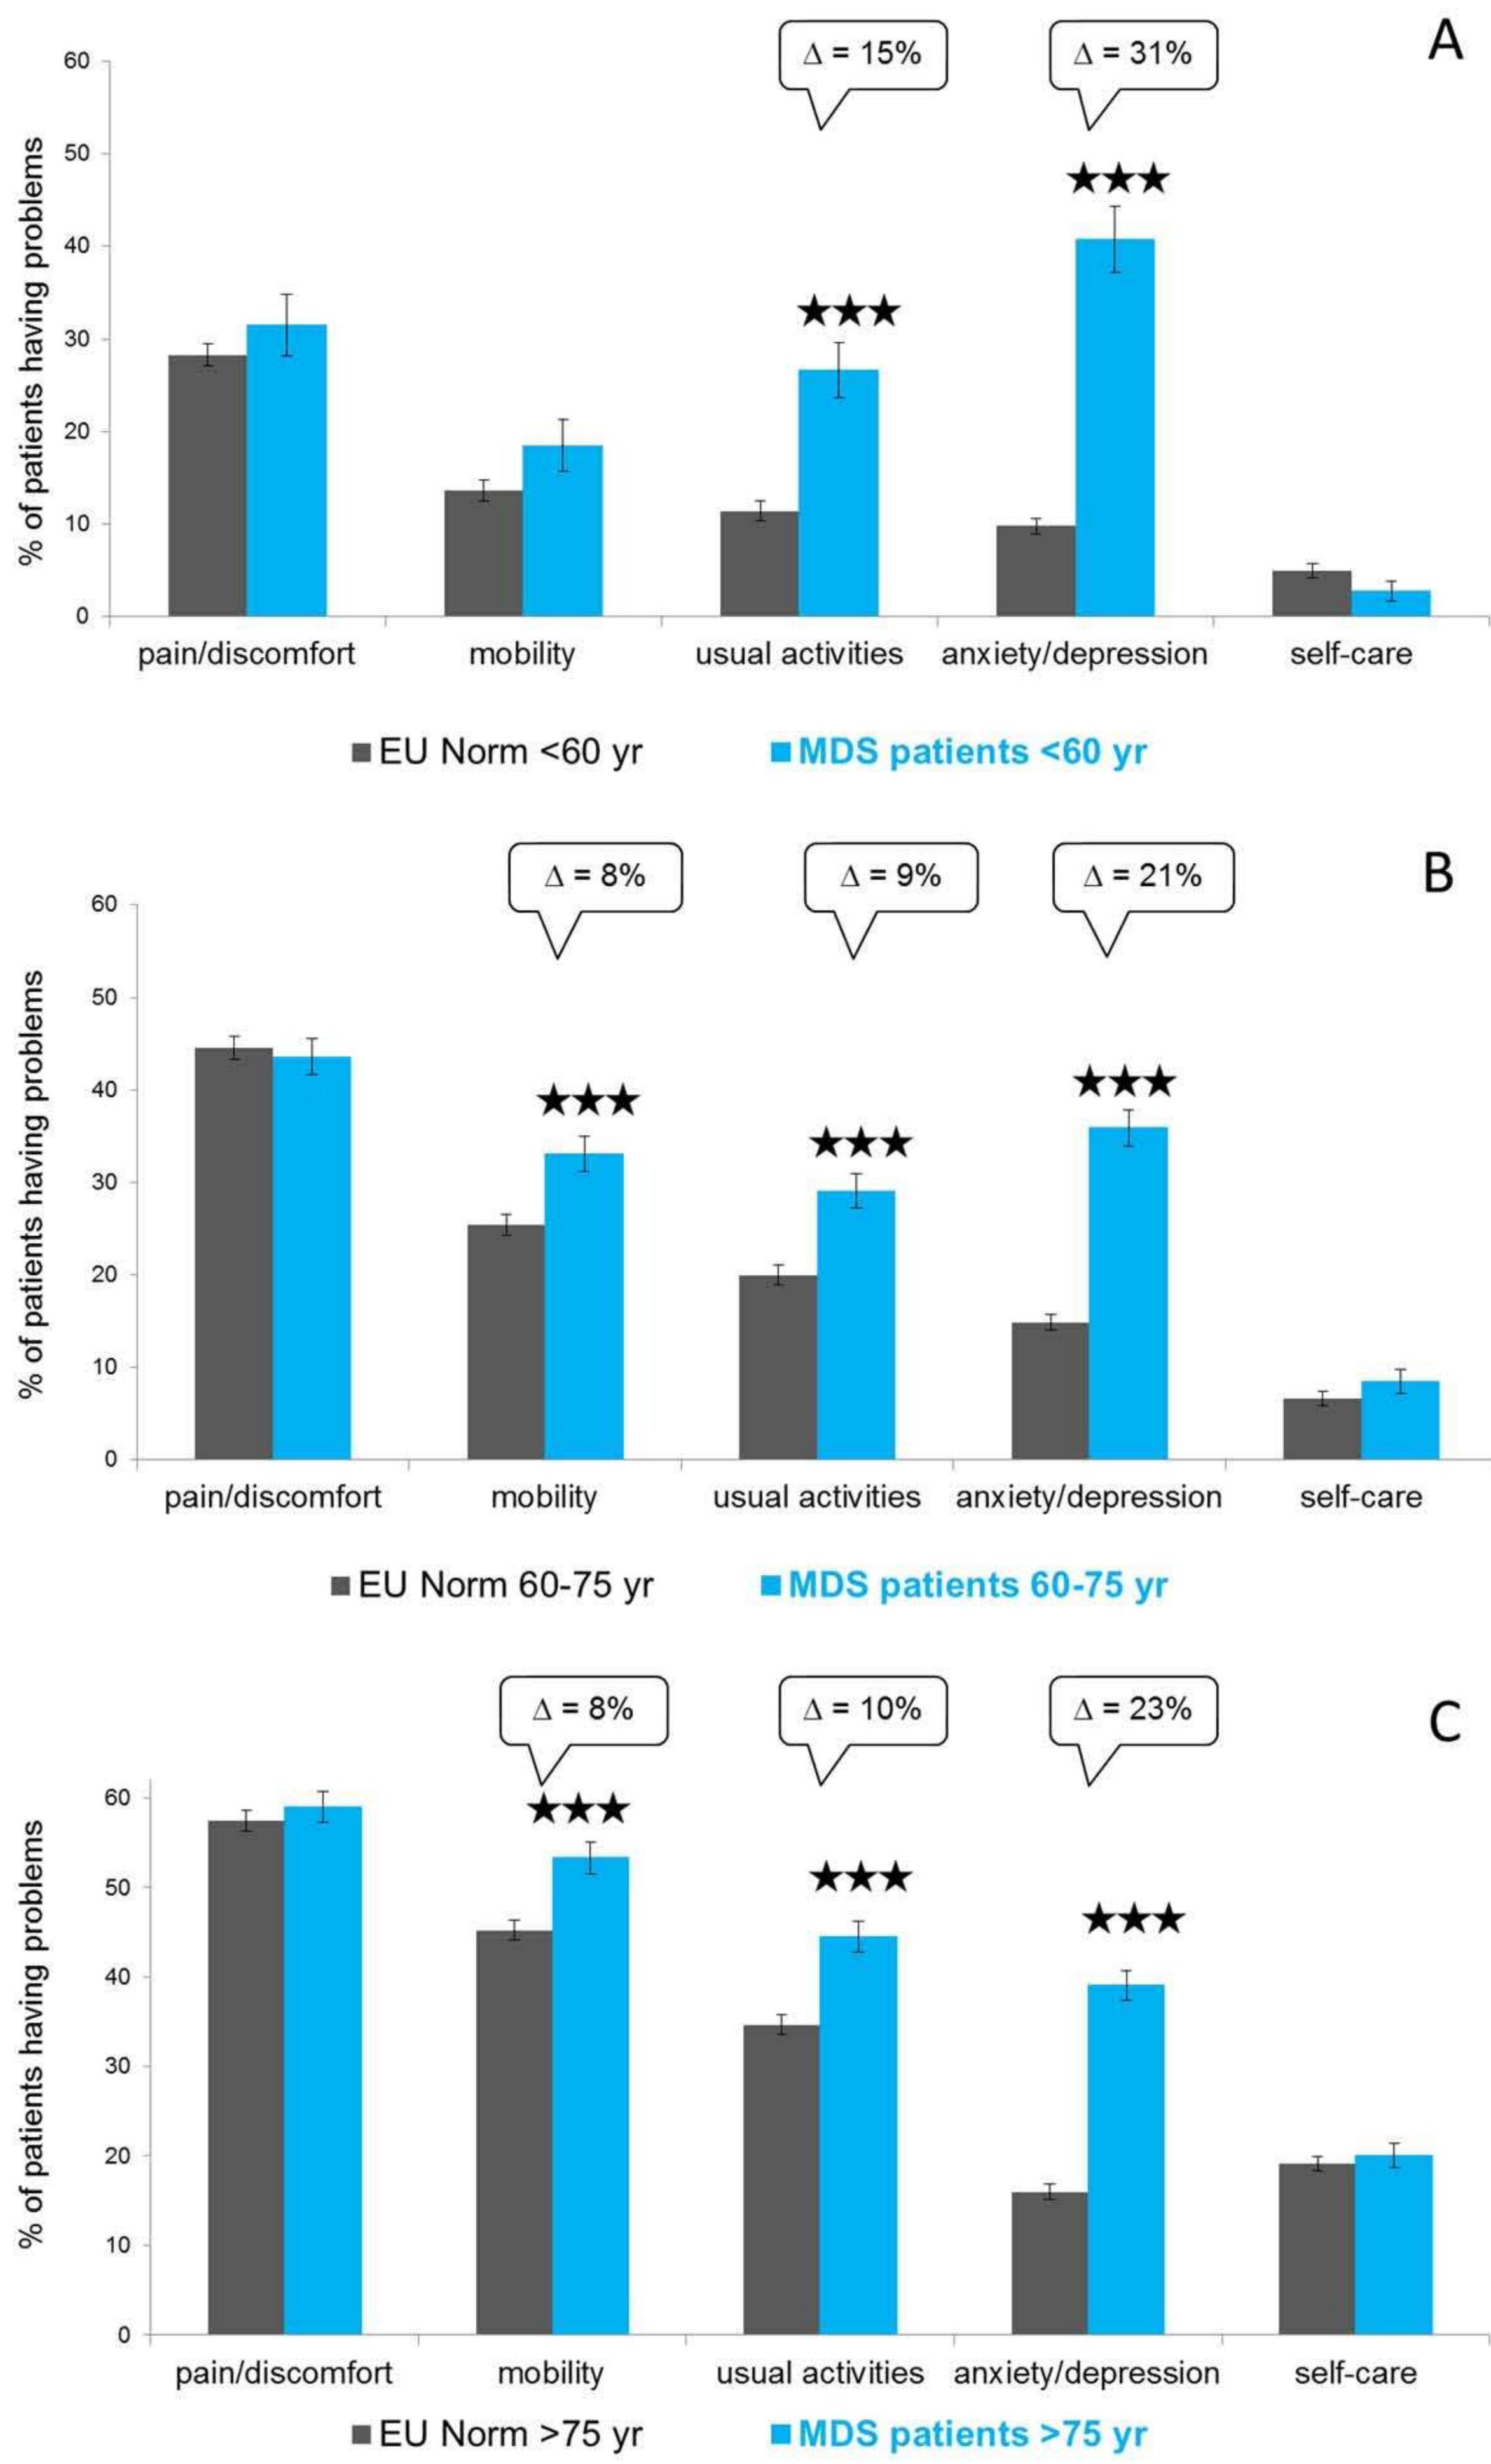 A
Δ = 15%
Δ = 31%
% of patients having problems
60
50
40
30
20
10
0
★★★
★★★
pain/discomfort
mobility
usual activities
anxiety/depression
self-care
EU Norm <60 yr
MDS patients <60 yr
B
Δ = 8%
Δ = 9%
Δ = 21%
% of patients having problems
60
50
40
30
20
10
0
★★★
★★★
★★★
pain/discomfort
mobility
usual activities
anxiety/depression
self-care
EU Norm 60-75 yr
MDS patients 60-75 yr
C
Δ = 8%
Δ = 10%
Δ = 23%
% of patients having problems
60
50
40
30
20
10
0
★★★
★★★
★★★
pain/discomfort
mobility
usual activities
anxiety/depression
self-care
EU Norm >75 yr
MDS patients >75 yr